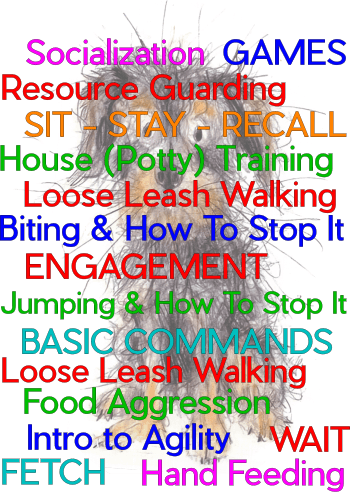 Socialization GAMES
Resource Guarding
SIT - STAY - RECALL
House (Potty) Training
Loose Leash Walking
Biting & How To Stop It
ENGAGEMENT
Jumping & How To Stop It
BASIC COMMANDS
Loose Leash Walking
Food Aggression
Intro to Agility WAIT
FETCH Hand Feeding